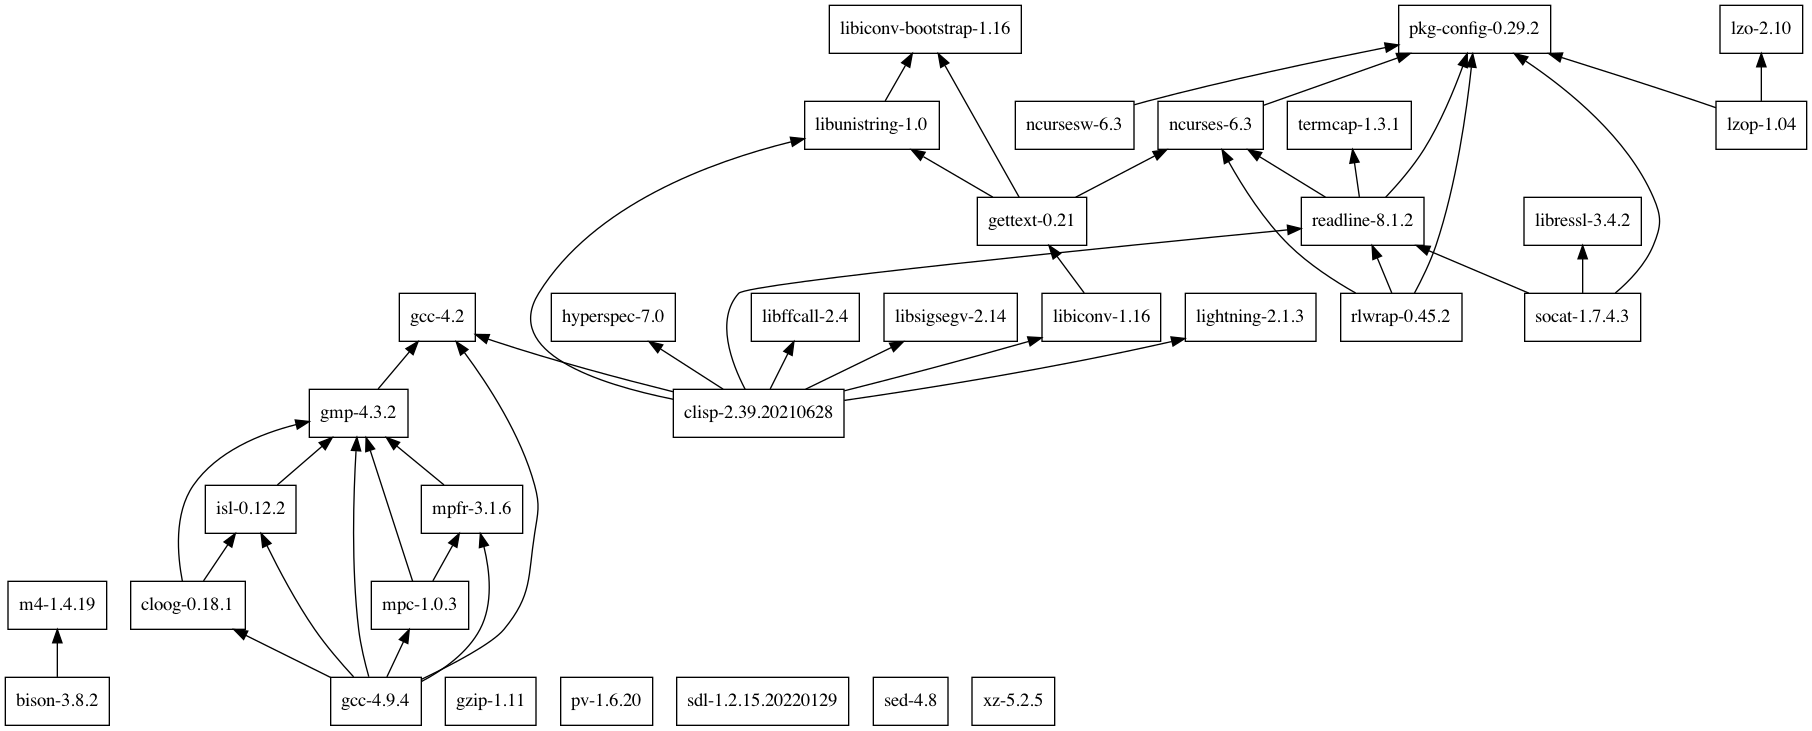 libiconv-bootstrap-1.16
pkg-config-0.29.2
lzo-2.10
libunistring-1.0
ncursesw-6.3
ncurses-6.3
termcap-1.3.1
lzop-1.04
gettext-0.21
readline-8.1.2
libressl-3.4.2
gcc-4.2
hyperspec-7.0
libffcall-2.4
libsigsegv-2.14
libiconv-1.16
lightning-2.1.3
rlwrap-0.45.2
socat-1.7.4.3
gmp-4.3.2
clisp-2.39.20210628
isl-0.12.2
mpfr-3.1.6
m4-1.4.19
cloog-0.18.1
mpc-1.0.3
bison-3.8.2
gcc-4.9.4
gzip-1.11
pv-1.6.20
sdl-1.2.15.20220129
sed-4.8
xz-5.2.5